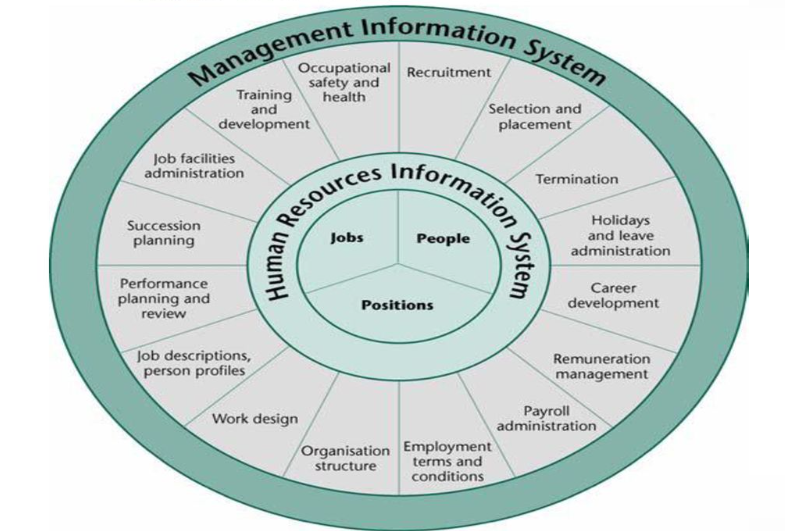 Management Information System
Occupational
safety and
health
Recruitment
Selection and
placement
Termination
Holidays
and leave
administration
Career
development
Remuneration
management
Payroll
administration
Employment
terms and
conditions
Organisation
structure
Work design
Job descriptions,
person profiles
Performance
planning and
review
Succession
planning
Job facilities
administration
Training
and
development
Human Resources Information System
Jobs
People
Positions